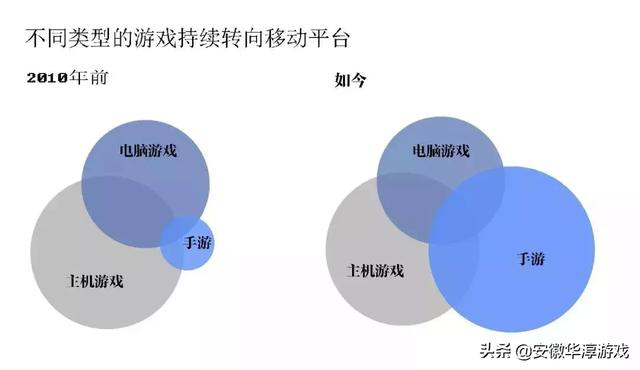 不同类型的游戏持续转向移动平台
2010年前
如今
电脑游戏
手游
主机游戏
电脑游戏
手游
主机游戏
头条 @安徽华淳游戏